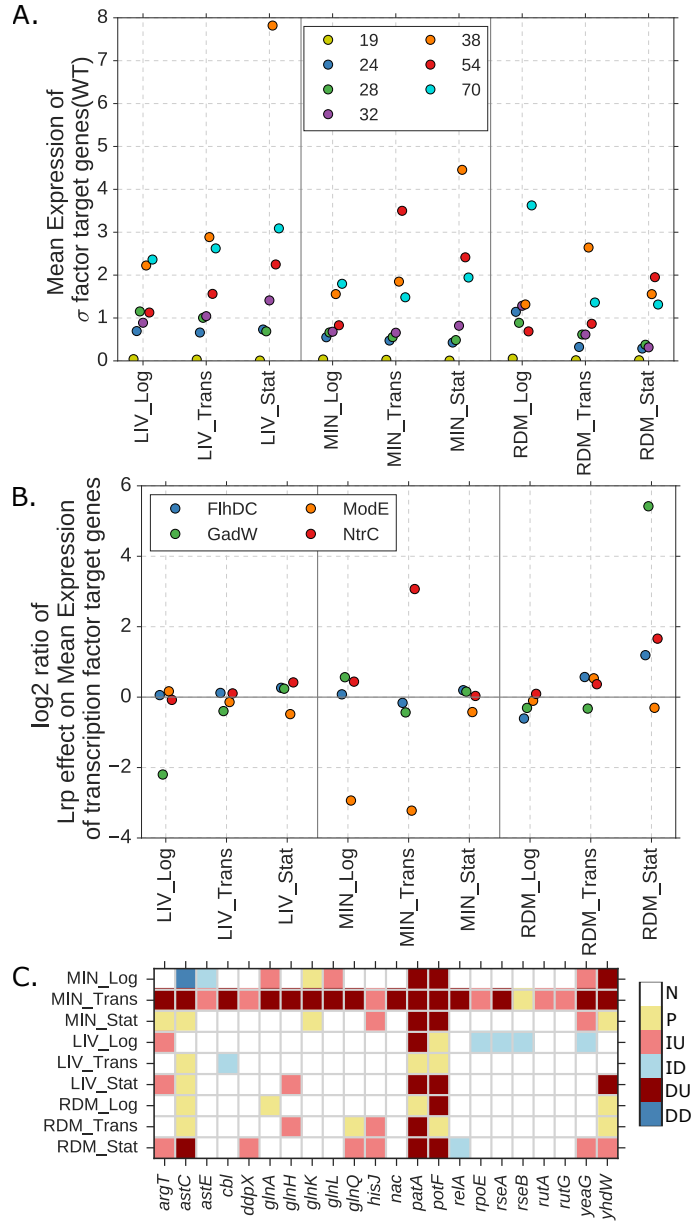 A.
Mean Expression of
σ factor target genes(WT)
8
7
6
5
4
3
2
1
0
19
24
28
32
38
54
70
LIV_Log
LIV_Trans
LIV_Stat
MIN_Log
MIN_Trans
MIN_Stat
RDM_Log
RDM_Trans
RDM_Stat
B.
log2 ratio of
Lrp effect on Mean Expression
of transcription factor target genes
6
4
2
0
−2
−4
FlhDC
GadW
ModE
NtrC
LIV_Log
LIV_Trans
LIV_Stat
MIN_Log
MIN_Trans
MIN_Stat
RDM_Log
RDM_Trans
RDM_Stat
C.
MIN_Log
MIN_Trans
MIN_Stat
LIV_Log
LIV_Trans
LIV_Stat
RDM_Log
RDM_Trans
RDM_Stat
argT
astC
astE
cbl
ddpX
glnA
glnH
glnK
glnL
glnQ
hisJ
nac
patA
potF
relA
rpoE
rseA
rseB
rutA
rutG
yeaG
yhdW
N
P
IU
ID
DU
DD